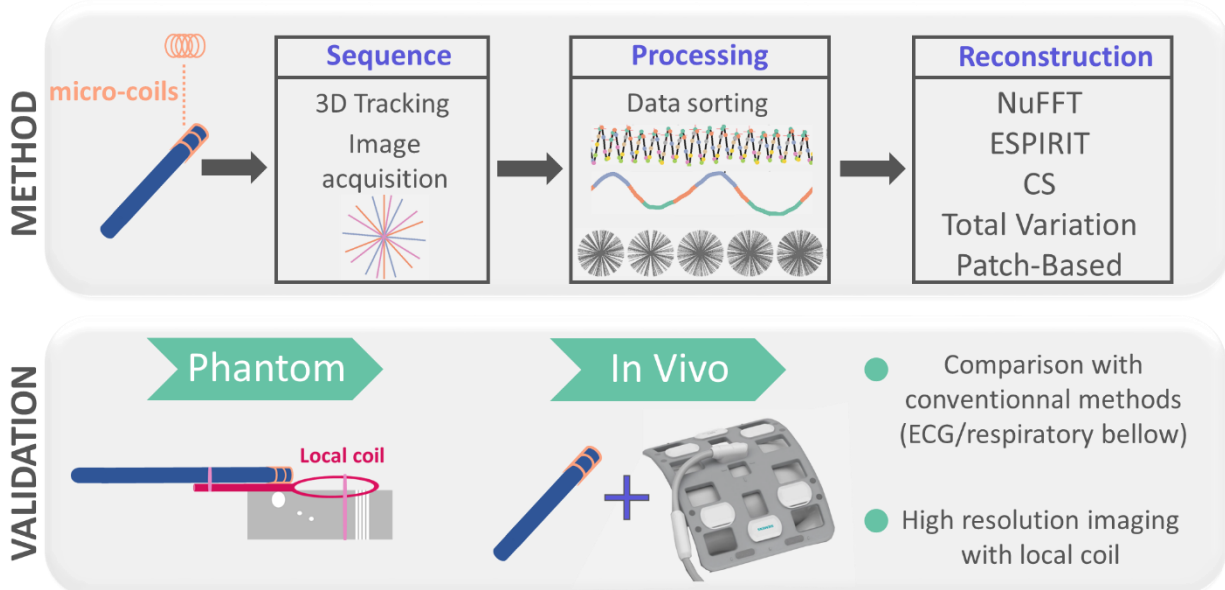 METHOD
micro-coils
Sequence
3D Tracking
Image
acquisition
Processing
Data sorting
Reconstruction
NuFFT
ESPIRIT
CS
Total Variation
Patch-Based
VALIDATION
Phantom
Local coil
In Vivo
Comparison with
conventionnal methods
(ECG/respiratory bellow)
High resolution imaging
with local coil